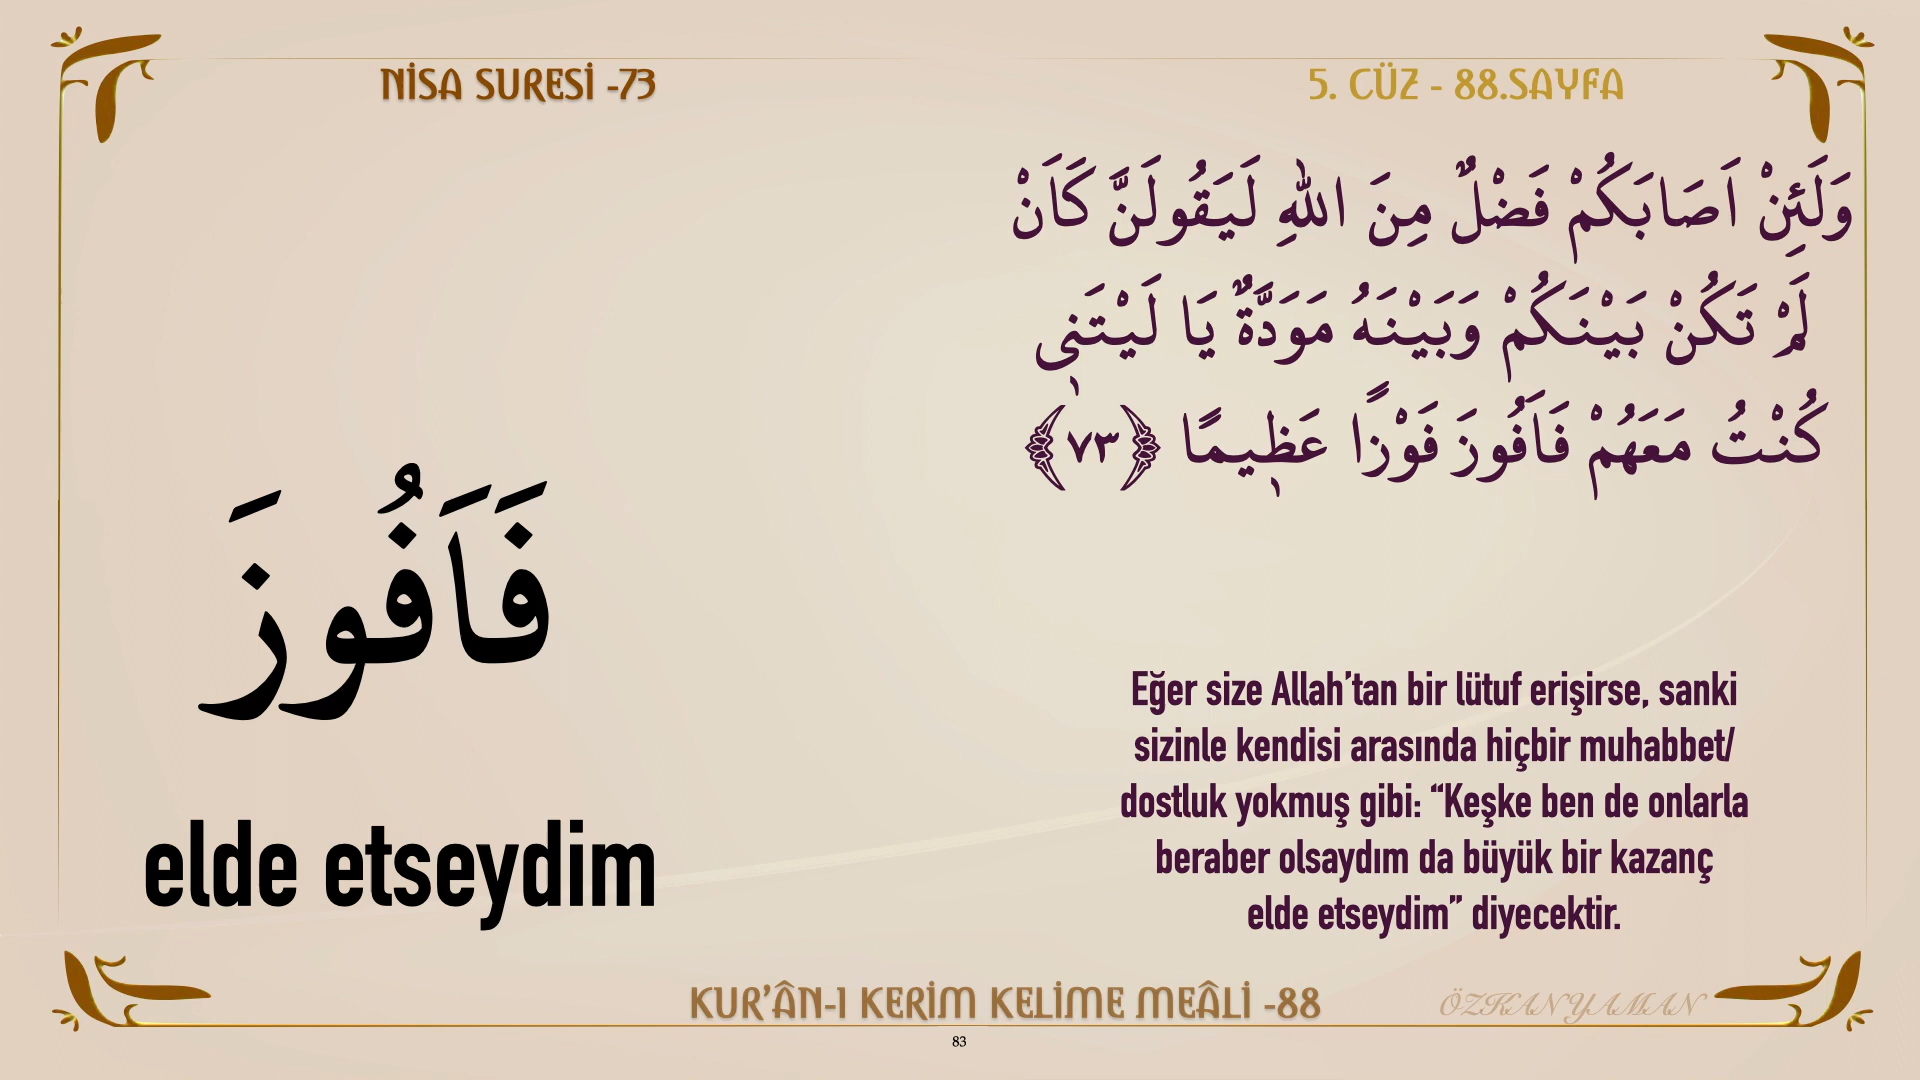 NİSA SURESİ -73
5. CÜZ - 88.SAYFA
وَلَئِنْ اَصَابَكُمْ فَضْلٌ مِنَ اللّٰهِ لَيَقُولَنَّ كَاَنْ
لَمْ تَكُنْ بَيْنَكُمْ وَبَيْنَهُ مَوَدَّةٌ يَا لَيْتَنٖى
كُنْتُ مَعَهُمْ فَاَفُوزَ فَوْزًا عَظٖيمًا ﴿٧٣﴾
فَاَفُوزَ
elde etseydim
Eğer size Allah’tan bir lütuf erişirse, sanki
sizinle kendisi arasında hiçbir muhabbet/
dostluk yokmuş gibi: “Keşke ben de onlarla
beraber olsaydım da büyük bir kazanç
elde etseydim” diyecektir.
KUR’ÂN-I KERİM KELİME MEÂLİ -88
ÖZKAN YAMAN
83